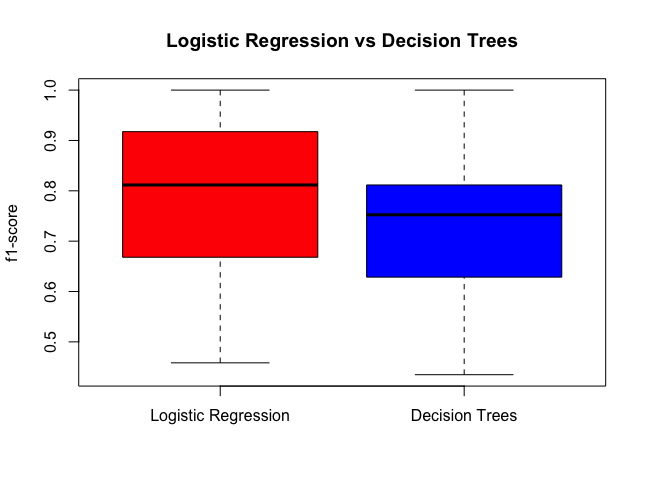 Logistic Regression vs Decision Trees
f1-score
1.0
0.9
0.8
0.7
0.6
0.5
Logistic Regression
Decision Trees